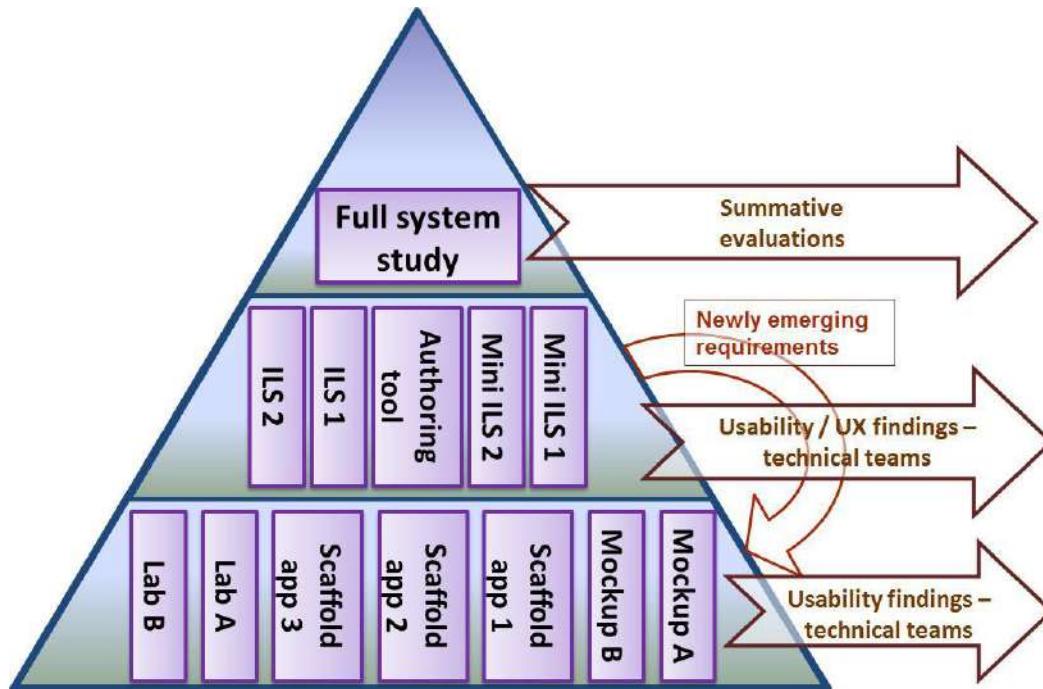 Full system
study
Summative
evaluations
Newly emerging
requirements
ILS 2
ILS 1
Authoring
tool
Mini ILS 2
Mini ILS 1
Usability / UX findings –
technical teams
Lab B
Lab A
Scaffold
app 3
Scaffold
app 2
Scaffold
app 1
Mockup B
Mockup A
Usability findings –
technical teams